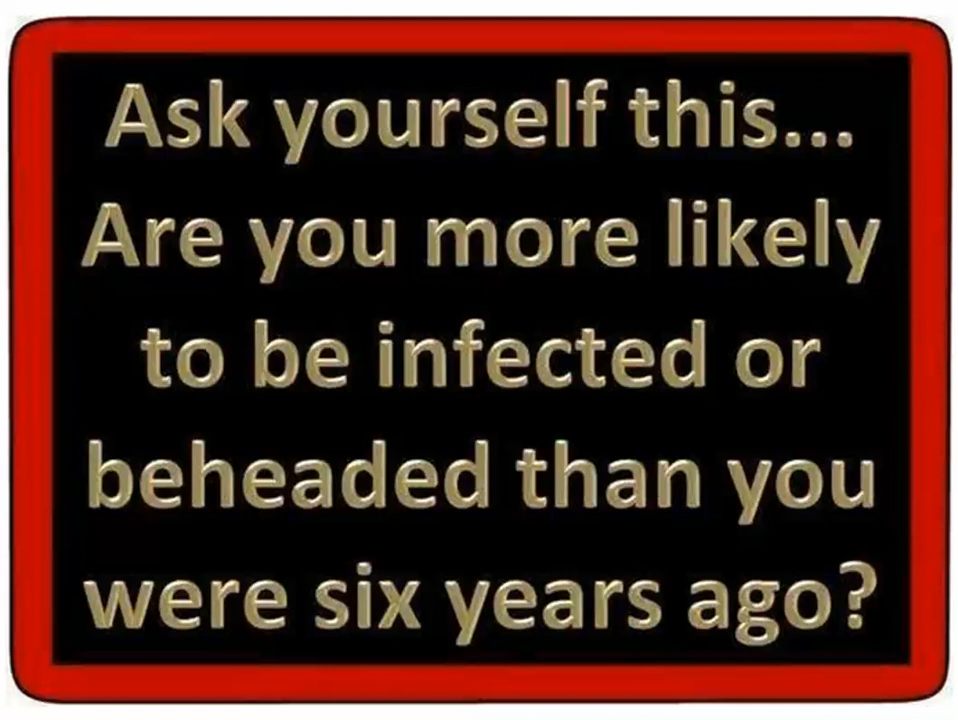 Ask yourself this...
Are you more likely
to be infected or
beheaded than you
were six years ago?